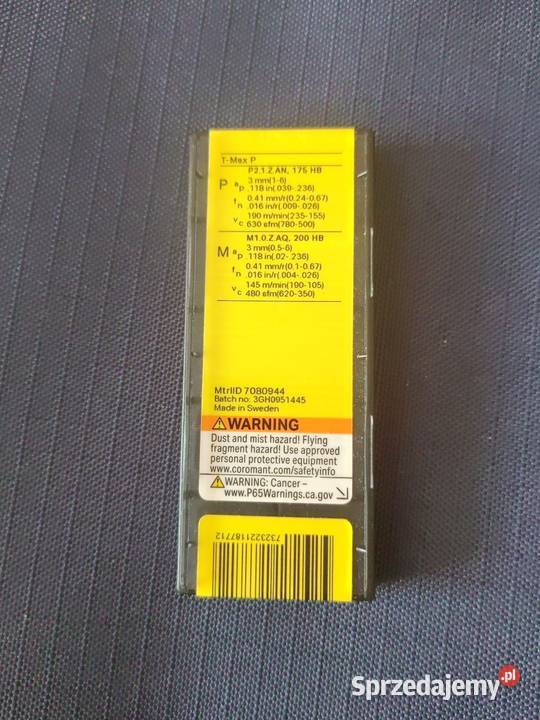 T-Max P
P2.1.Z.AN, 175 HB
P ap 3 mm(1-6)
.118 in(.039-.236)
fn 0.41 mm/r(0.24-0.67)
.016 in/r(.009-.026)
vc 190 m/min(235-155)
630 sfm(780-500)
M1.0.Z.AQ, 200 HB
M ap 3 mm(0.5-6)
.118 in(.02-.236)
fn 0.41 mm/r(0.1-0.67)
.016 in(.004-.026)
vc 145 m/min(190-105)
480 sfm(620-350)
MtrlID 7080944
Batch no: 3GH0951445
Made in Sweden
⚠WARNING
Dust and mist hazard! Flying
fragment hazard! Use approved
personal protective equipment
www.coromant.com/safetyinfo
⚠WARNING: Cancer –
www.P65Warnings.ca.gov
7323221187712
Sprzedajemy.pl